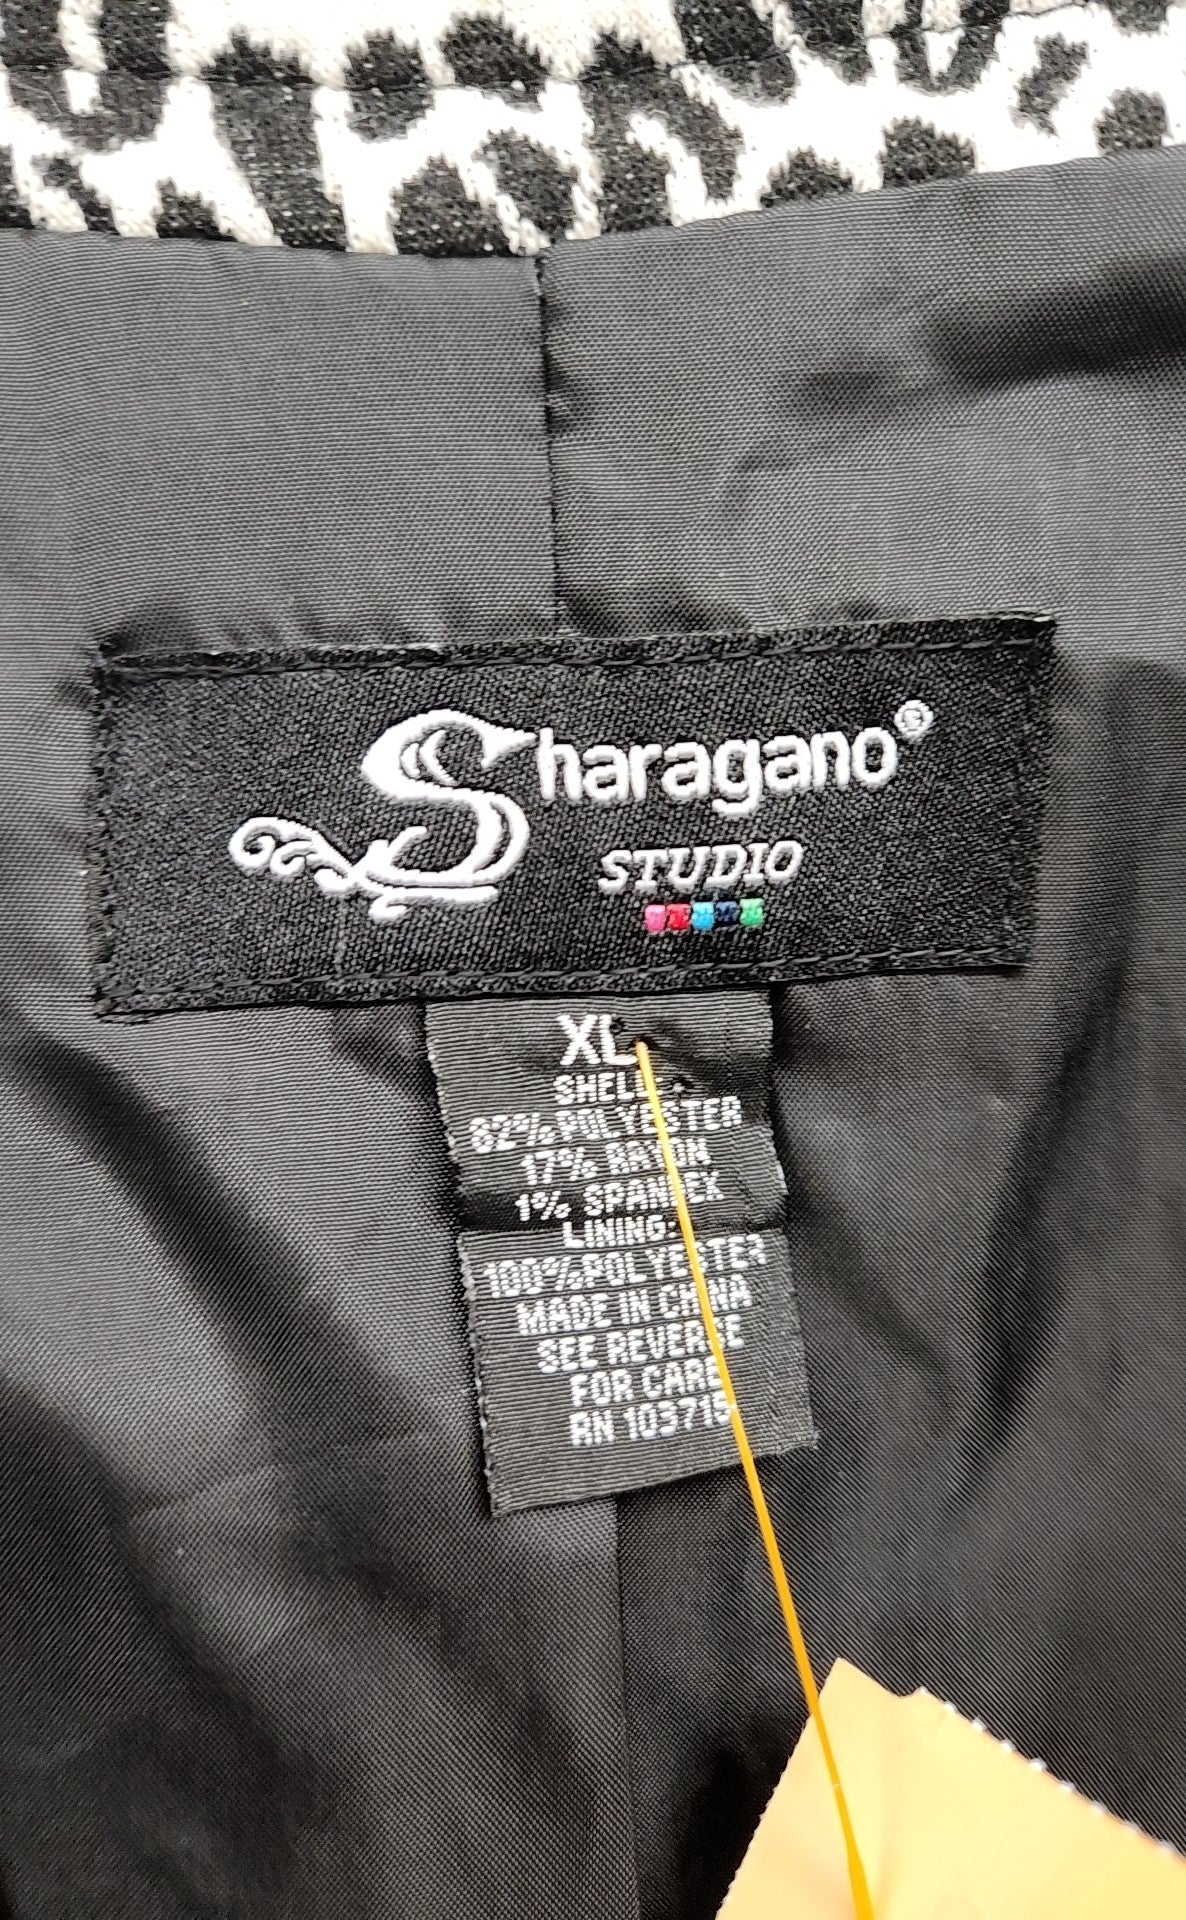 Sharagano®
STUDIO
XL
SHELL:
82% POLYESTER
17% RAYON
1% SPANDEX
LINING:
100% POLYESTER
MADE IN CHINA
SEE REVERSE
FOR CARE
RN